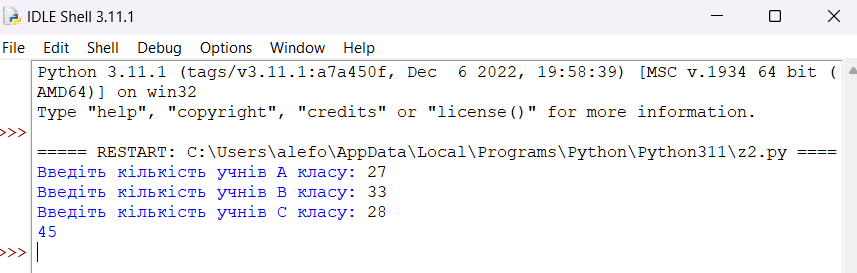 IDLE Shell 3.11.1
File Edit Shell Debug Options Window Help
Python 3.11.1 (tags/v3.11.1:a7a450f, Dec  6 2022, 19:58:39) [MSC v.1934 64 bit (
AMD64)] on win32
Type "help", "copyright", "credits" or "license()" for more information.
>>>
===== RESTART: C:\Users\alefo\AppData\Local\Programs\Python\Python311\z2.py ====
Введіть кількість учнів А класу: 27
Введіть кількість учнів В класу: 33
Введіть кількість учнів С класу: 28
45
>>>